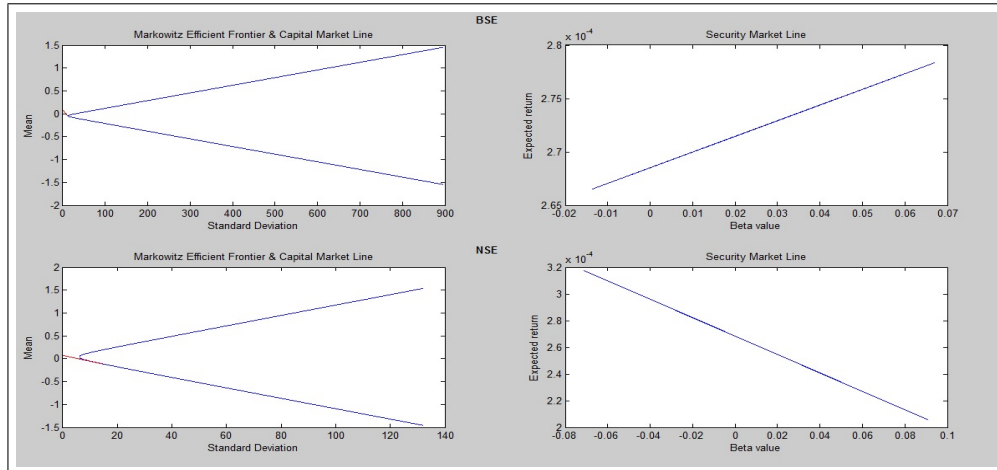 BSE
Markowitz Efficient Frontier & Capital Market Line
1.5
1
0.5
0
-0.5
-1
-1.5
-2
Mean
0 100 200 300 400 500 600 700 800 900
Standard Deviation
Security Market Line
x 10⁻⁴
2.8
2.75
2.7
2.65
Expected return
-0.02 -0.01 0 0.01 0.02 0.03 0.04 0.05 0.06 0.07
Beta value
NSE
Markowitz Efficient Frontier & Capital Market Line
2
1.5
1
0.5
0
-0.5
-1
-1.5
Mean
0 20 40 60 80 100 120 140
Standard Deviation
Security Market Line
x 10⁻⁴
3.2
3
2.8
2.6
2.4
2.2
2
Expected return
-0.08 -0.06 -0.04 -0.02 0 0.02 0.04 0.06 0.08 0.1
Beta value